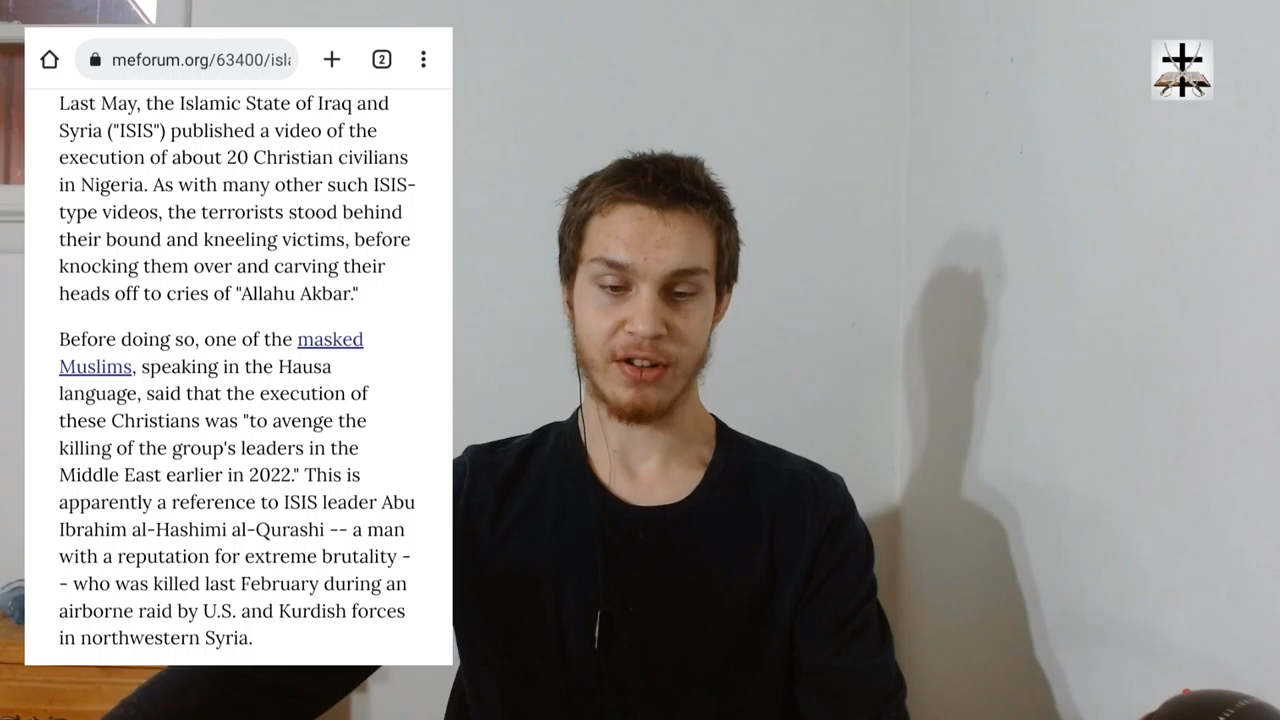 meforum.org/63400/isl
2
Last May, the Islamic State of Iraq and
Syria ("ISIS") published a video of the
execution of about 20 Christian civilians
in Nigeria. As with many other such ISIS-
type videos, the terrorists stood behind
their bound and kneeling victims, before
knocking them over and carving their
heads off to cries of "Allahu Akbar."
Before doing so, one of the masked
Muslims, speaking in the Hausa
language, said that the execution of
these Christians was "to avenge the
killing of the group's leaders in the
Middle East earlier in 2022." This is
apparently a reference to ISIS leader Abu
Ibrahim al-Hashimi al-Qurashi -- a man
with a reputation for extreme brutality -
- who was killed last February during an
airborne raid by U.S. and Kurdish forces
in northwestern Syria.